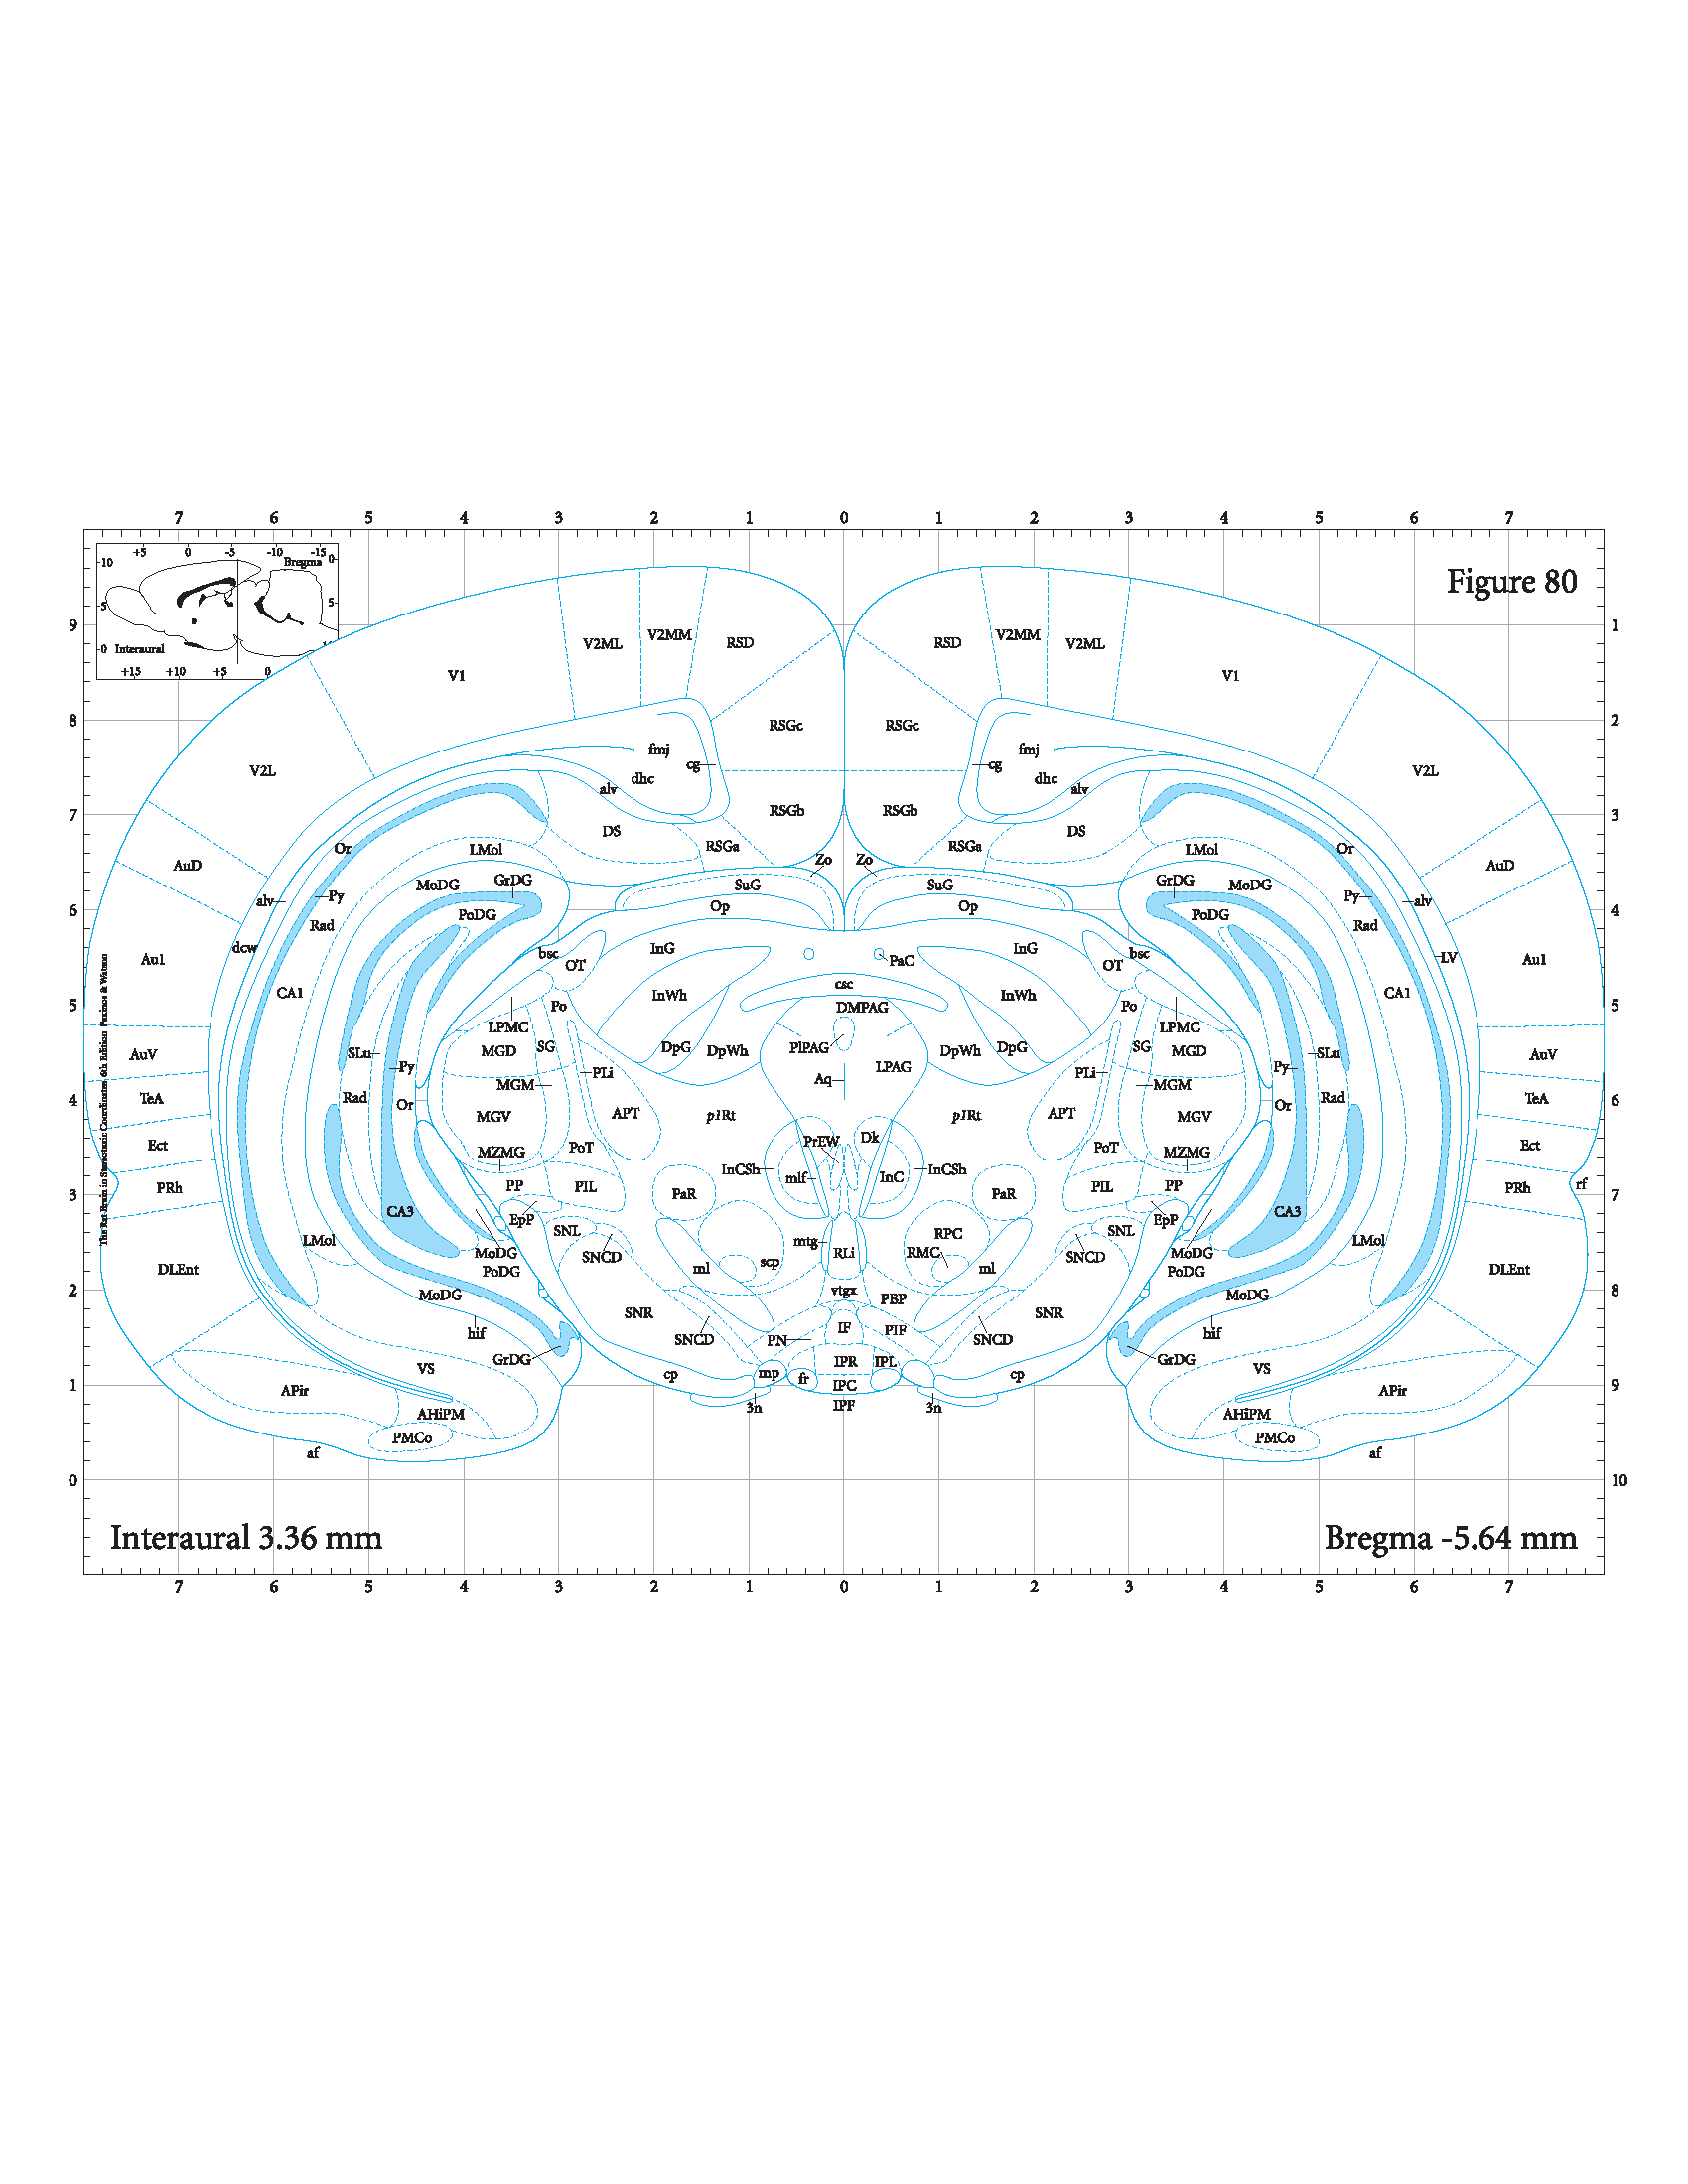 7 6 5 4 3 2 1 0 1 2 3 4 5 6 7
+5 0 -5 -10 -15
Bregma
10 0
5 5
0 Interaural
+15 +10 +5 0
Figure 80
9 1
8 2
7 3
6 4
5 5
4 6
3 7
2 8
1 9
0 10
V2ML V2MM RSD RSD V2MM V2ML
V1 V1
RSGc RSGc
fmj fmj
cg cg
V2L dhc dhc V2L
alv alv
RSGb RSGb
DS DS
Or LMol RSGa RSGa LMol Or
Zo Zo
AuD AuD
MoDG GrDG SuG SuG GrDG MoDG
alv Py Py alv
PoDG Op Op PoDG
Rad Rad
dcw bsc InG InG bsc LV
Au1 OT PaC OT Au1
CA1 InWh csc InWh CA1
Po DMPAG Po
LPMC LPMC
SLu MGD SG DpG DpWh PlPAG DpWh DpG SG MGD SLu
AuV AuV
Py PLi LPAG PLi Py
MGM Aq MGM
TeA Rad Or TeA Rad Or
MGV APT p1Rt p1Rt APT MGV
PrEW Dk
Ect MZMG PoT PoT MZMG Ect
InCSh mlf InC InCSh
PRh PP PIL PaR PaR PIL PP PRh rf
CA3 EpP EpP CA3
SNL RPC SNL
LMol MoDG SNCD mtg RLi RMC SNCD MoDG LMol
DLEnt PoDG ml scp ml PoDG DLEnt
MoDG vtgx PBP MoDG
SNR SNR
hif SNCD PN IF PIF SNCD hif
GrDG IPR IPL GrDG
VS cp mp fr cp VS
APir IPC APir
AHiPM 3n IPF 3n AHiPM
PMCo PMCo
af af
The Rat Brain in Stereotaxic Coordinates 6th Edition Paxinos & Watson
Interaural 3.36 mm
Bregma -5.64 mm
7 6 5 4 3 2 1 0 1 2 3 4 5 6 7